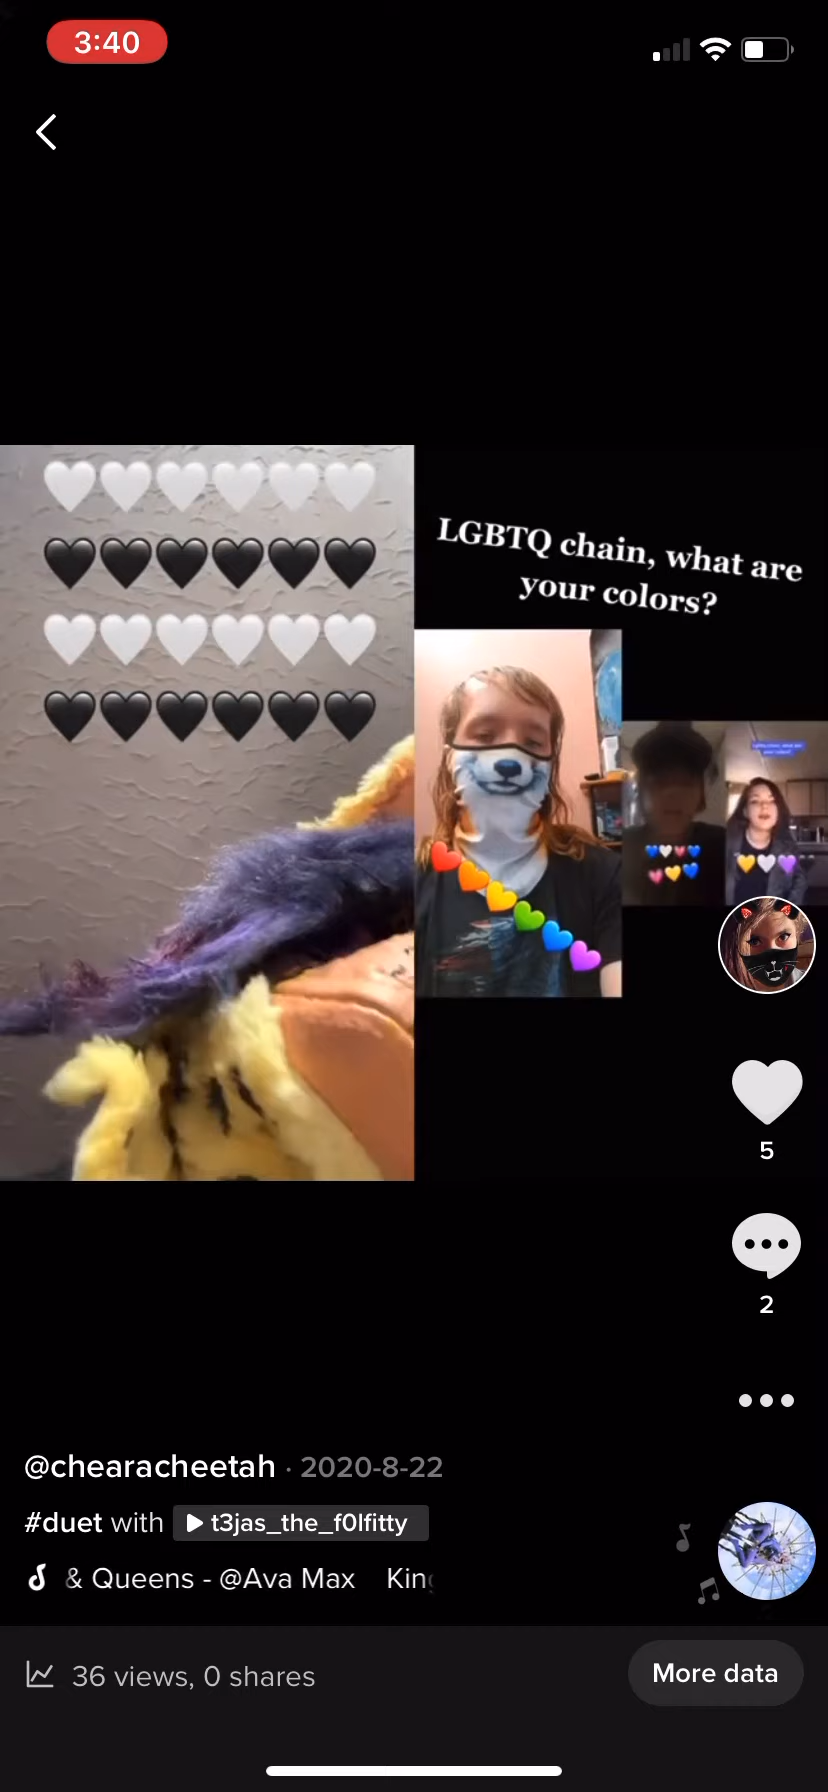 3:40
LGBTQ chain, what are
your colors?
5
2
@chearacheetah · 2020-8-22
#duet with t3jas_the_f0lfitty
& Queens - @Ava Max Kin
36 views, 0 shares
More data